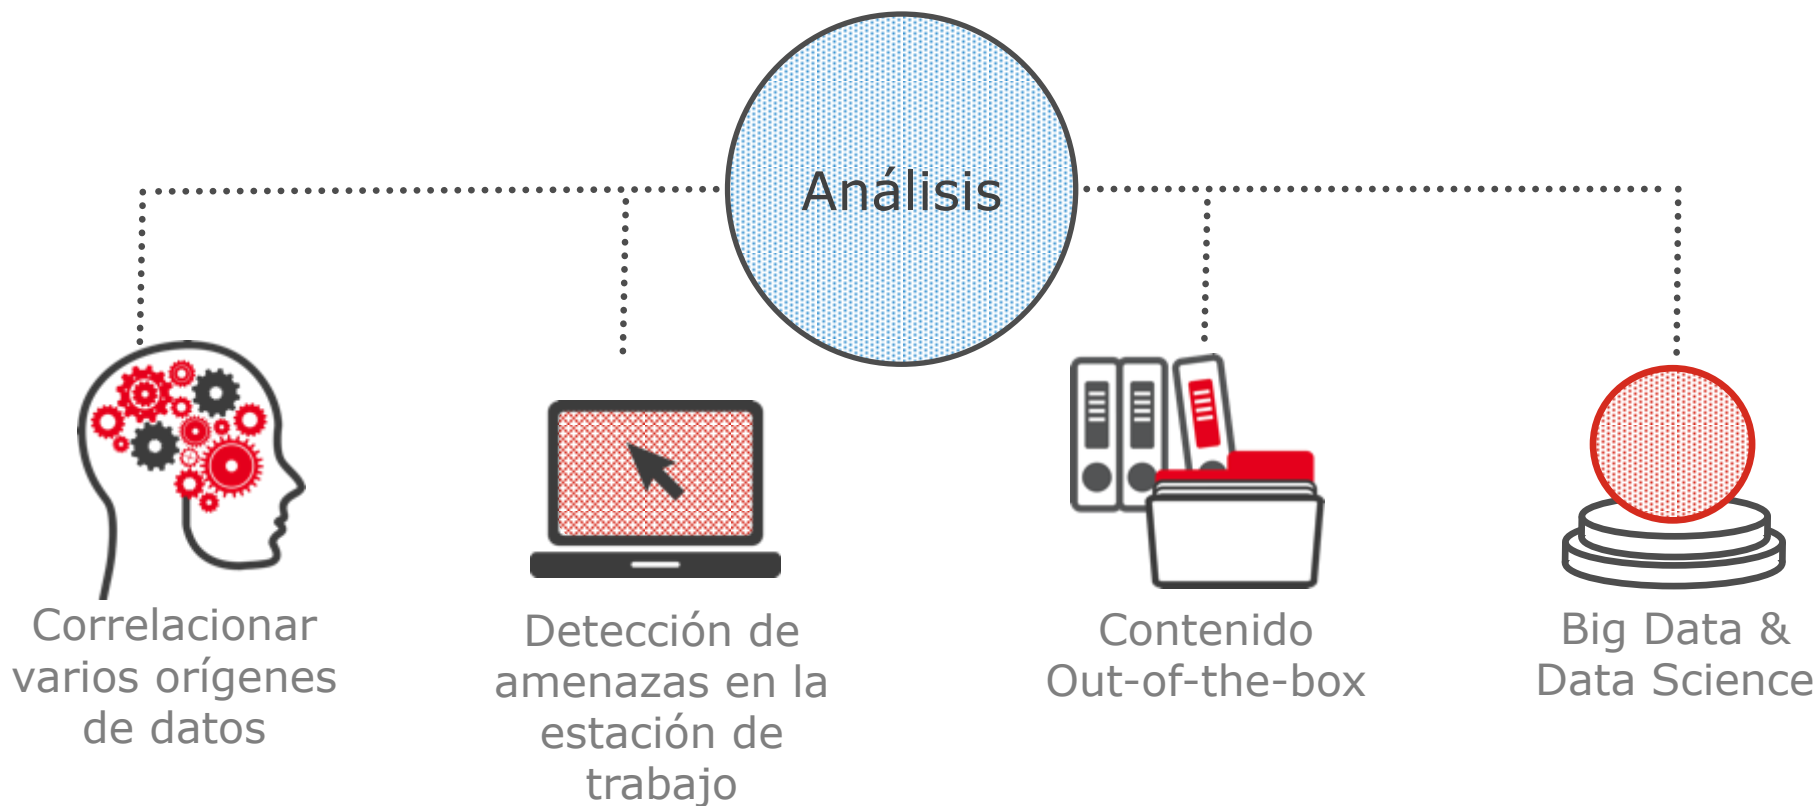 Análisis
Correlacionar
varios orígenes
de datos
Detección de
amenazas en la
estación de
trabajo
Contenido
Out-of-the-box
Big Data &
Data Science